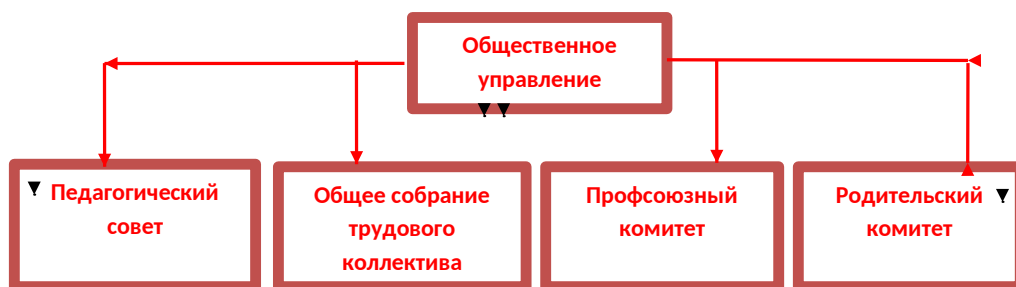 Общественное
управление
Педагогический
совет
Общее собрание
трудового
коллектива
Профсоюзный
комитет
Родительский
комитет